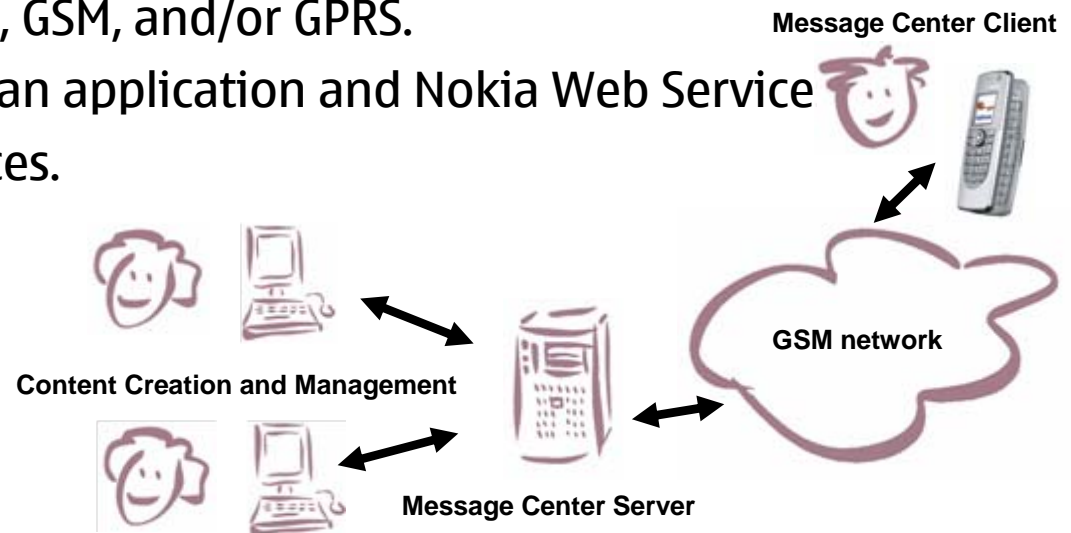 , GSM, and/or GPRS.
Message Center Client
an application and Nokia Web Service
tes.
GSM network
Content Creation and Management
Message Center Server